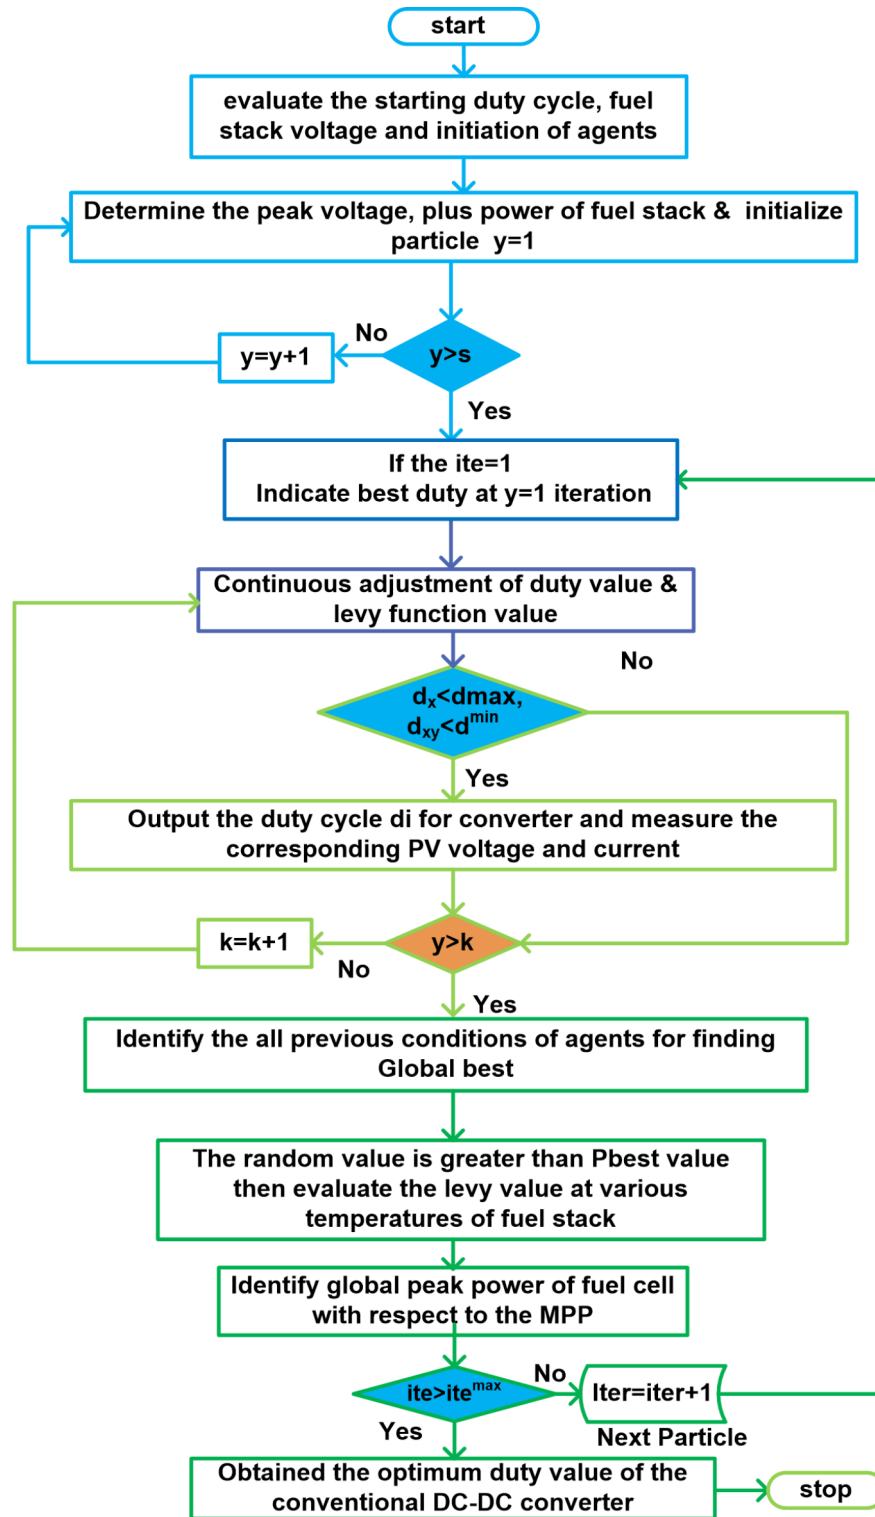 start
evaluate the starting duty cycle, fuel
stack voltage and initiation of agents
Determine the peak voltage, plus power of fuel stack & initialize
particle y=1
No
y=y+1
y>s
Yes
If the ite=1
Indicate best duty at y=1 iteration
Continuous adjustment of duty value &
levy function value
No
dₓ<dmax,
d_xy<d^min
Yes
Output the duty cycle di for converter and measure the
corresponding PV voltage and current
k=k+1
y>k
No
Yes
Identify the all previous conditions of agents for finding
Global best
The random value is greater than Pbest value
then evaluate the levy value at various
temperatures of fuel stack
Identify global peak power of fuel cell
with respect to the MPP
ite>ite^max
No
Iter=iter+1
Yes
Next Particle
Obtained the optimum duty value of the
conventional DC-DC converter
stop